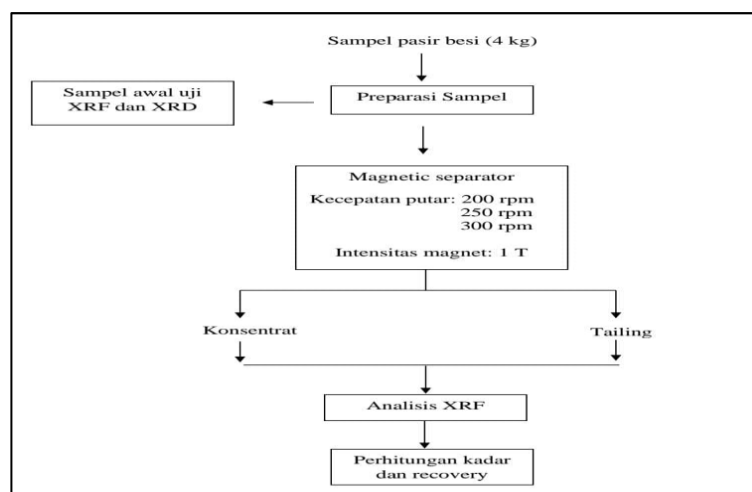 Sampel pasir besi (4 kg)
Sampel awal uji
XRF dan XRD
Preparasi Sampel
Magnetic separator
Kecepatan putar: 200 rpm
250 rpm
300 rpm
Intensitas magnet: 1 T
Konsentrat
Tailing
Analisis XRF
Perhitungan kadar
dan recovery